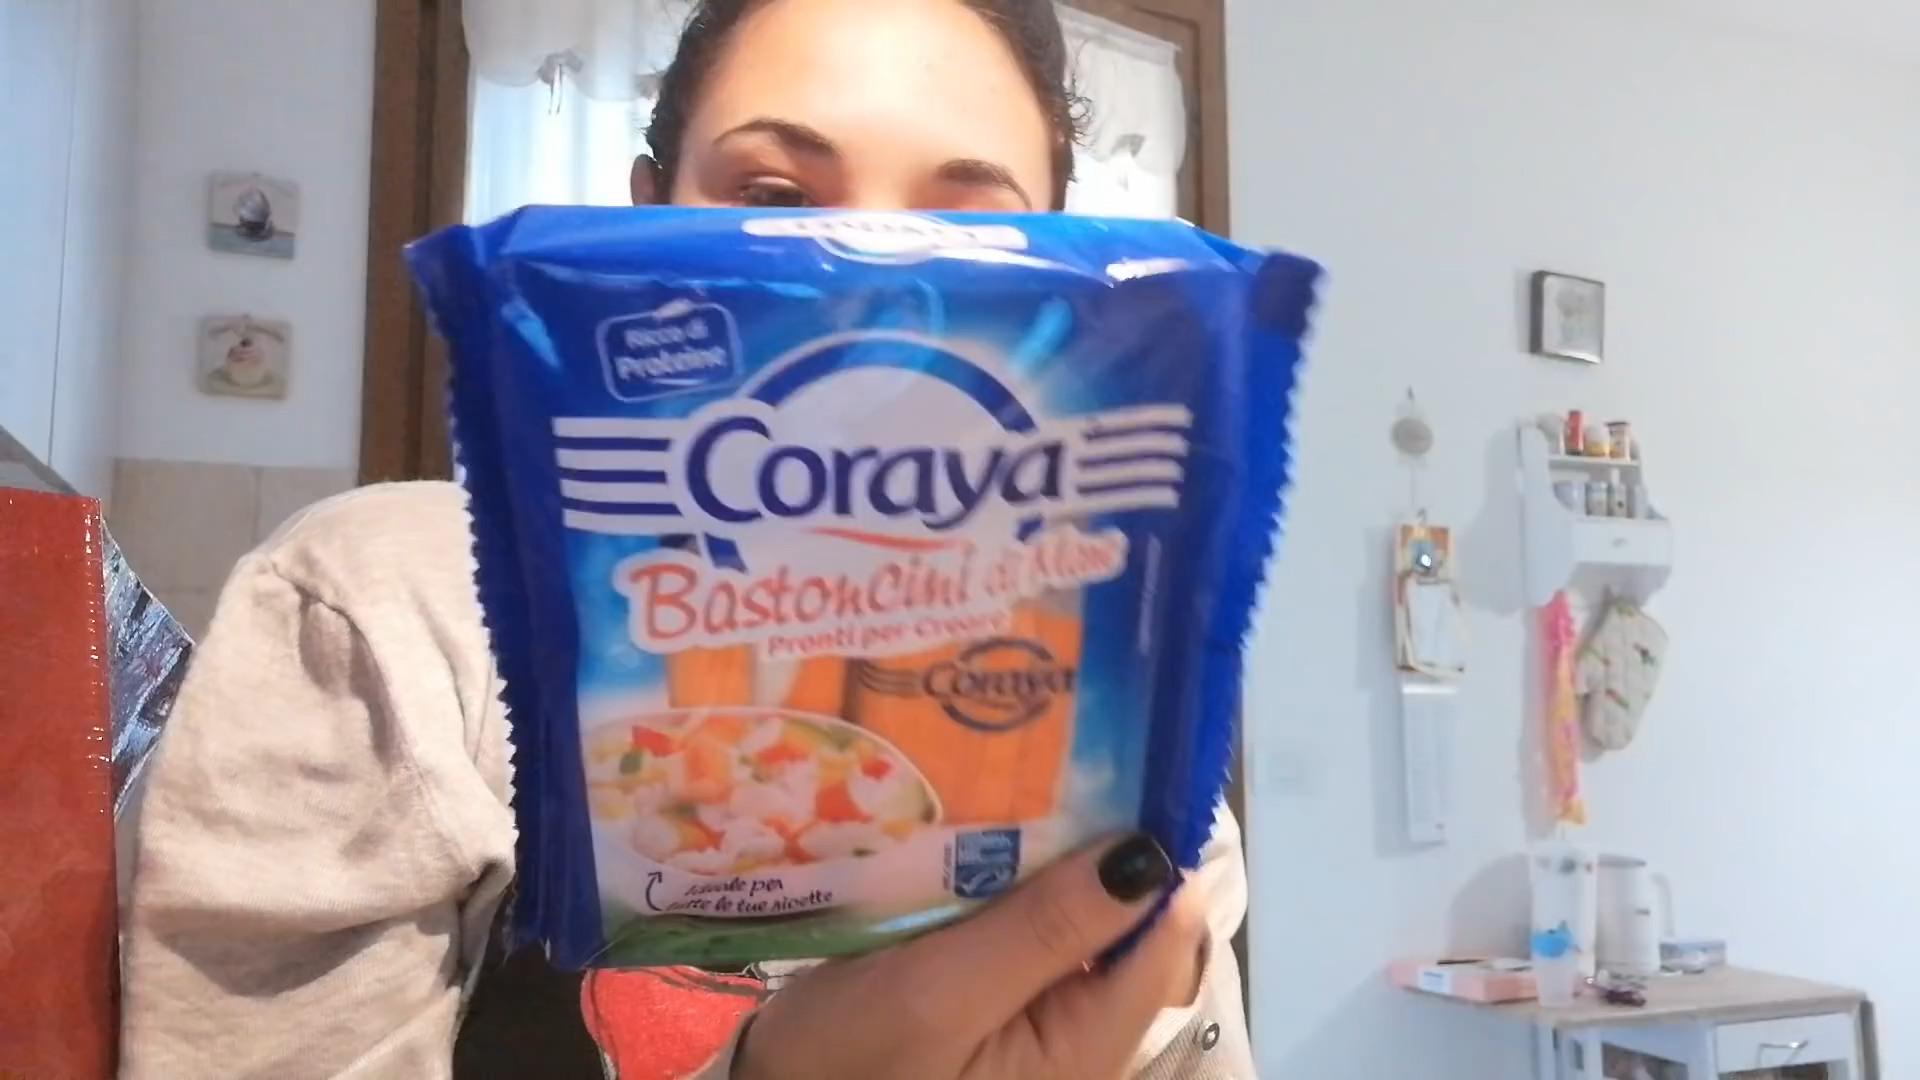 Ricco di
Proteine
Coraya
Bastoncini di Mare
Pronti per Creare
Coraya
Ideale per
tutte le tue ricette